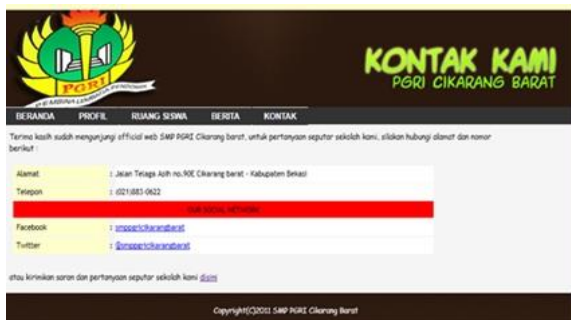 PGRI
KONTAK KAMI
PGRI CIKARANG BARAT
BERANDA PROFIL RUANG SISWA BERITA KONTAK
Terima kasih sudah mengunjungi official web SMP PGRI Cikarang barat, untuk pertanyaan seputar sekolah kami, silakan hubungi alamat dan nomor
berikut :
Alamat : Jalan Telaga Asih no.90E Cikarang barat - Kabupaten Bekasi
Telepon : (021)883-0622
OUR SOCIAL NETWORK
Facebook : smppgricikarangbarat
Twitter : @smppgricikarangbarat
atau kirimkan saran dan pertanyaan seputar sekolah kami disini
Copyright(C)2011 SMP PGRI Cikarang Barat